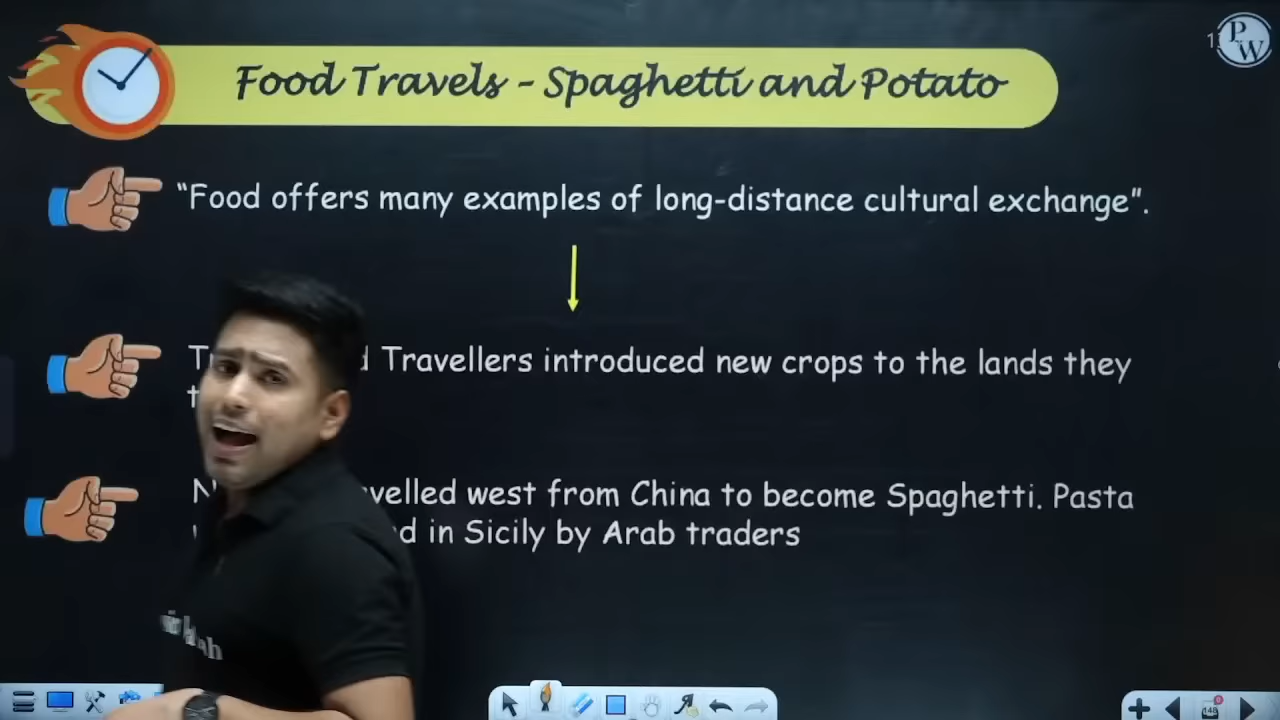 Food Travels - Spaghetti and Potato
P
W
"Food offers many examples of long-distance cultural exchange".
Travellers introduced new crops to the lands they
velled west from China to become Spaghetti. Pasta
d in Sicily by Arab traders
148